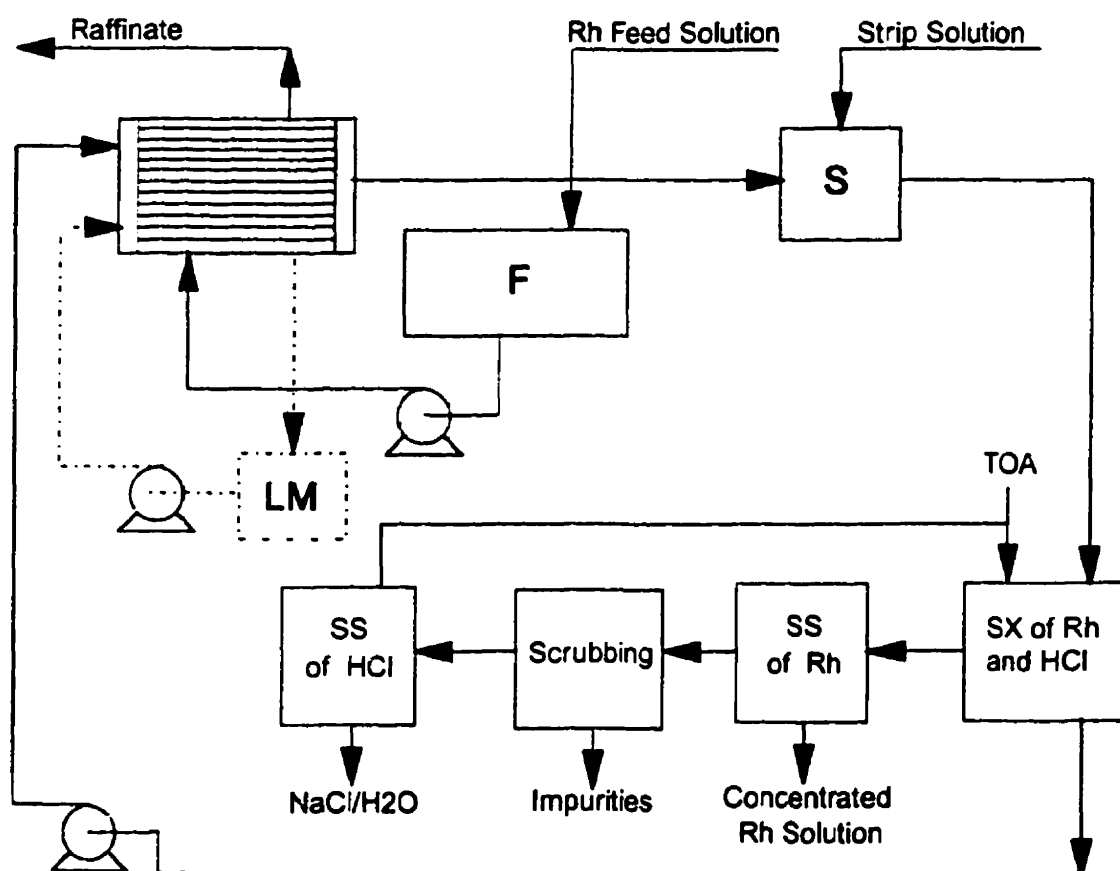 Raffinate
Rh Feed Solution
Strip Solution
S
F
LM
TOA
SS
of HCl
Scrubbing
SS
of Rh
SX of Rh
and HCl
NaCl/H2O
Impurities
Concentrated
Rh Solution